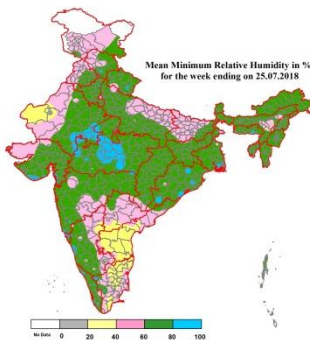 Mean Minimum Relative Humidity in %
for the week ending on 25.07.2018
No Data 0 20 40 60 80 100